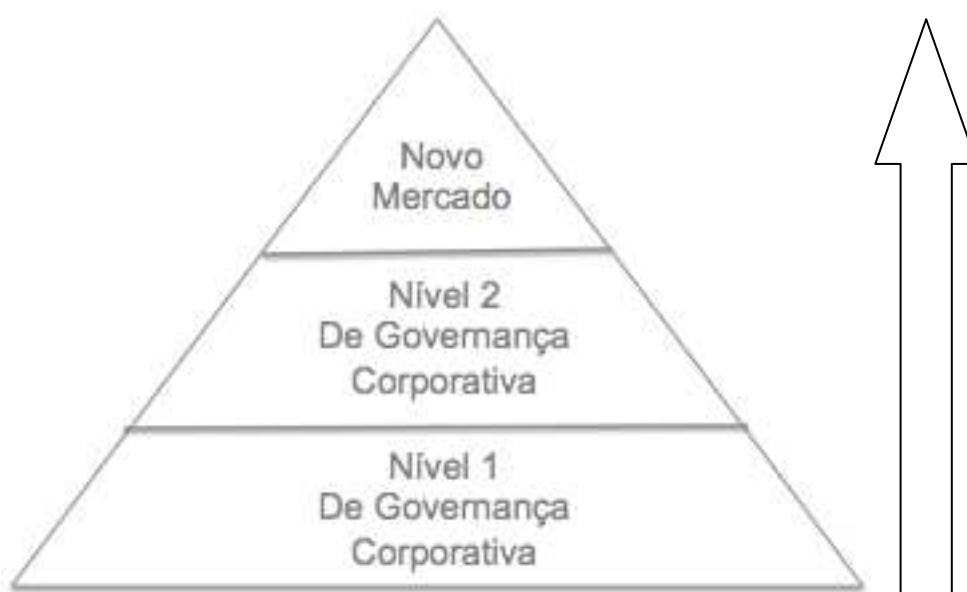 Novo
Mercado
Nível 2
De Governança
Corporativa
Nível 1
De Governança
Corporativa